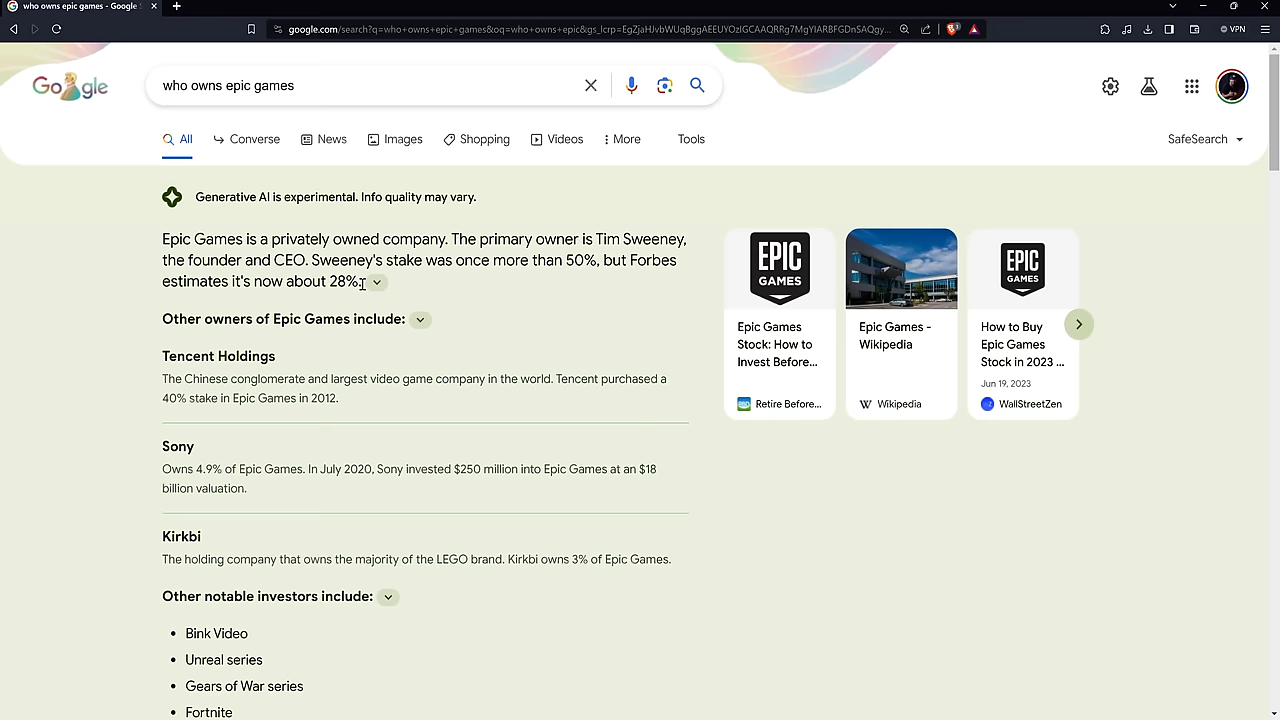 who owns epic games - Google
google.com/search?q=who+owns+epic+games&oq=who+owns+epic&gs_lcrp=EgZjaHJvbWUqBggAEEUYOzIGCAAQRRg7MgYIARBFGDnSAQgy...
VPN
Google
who owns epic games
All
Converse
News
Images
Shopping
Videos
More
Tools
SafeSearch
Generative AI is experimental. Info quality may vary.
Epic Games is a privately owned company. The primary owner is Tim Sweeney,
the founder and CEO. Sweeney's stake was once more than 50%, but Forbes
estimates it's now about 28%.
Other owners of Epic Games include:
Tencent Holdings
The Chinese conglomerate and largest video game company in the world. Tencent purchased a
40% stake in Epic Games in 2012.
Sony
Owns 4.9% of Epic Games. In July 2020, Sony invested $250 million into Epic Games at an $18
billion valuation.
Kirkbi
The holding company that owns the majority of the LEGO brand. Kirkbi owns 3% of Epic Games.
Other notable investors include:
Bink Video
Unreal series
Gears of War series
Fortnite
EPIC
GAMES
Epic Games
Stock: How to
Invest Before...
Retire Before...
Epic Games -
Wikipedia
W Wikipedia
EPIC
GAMES
How to Buy
Epic Games
Stock in 2023 ...
Jun 19, 2023
WallStreetZen